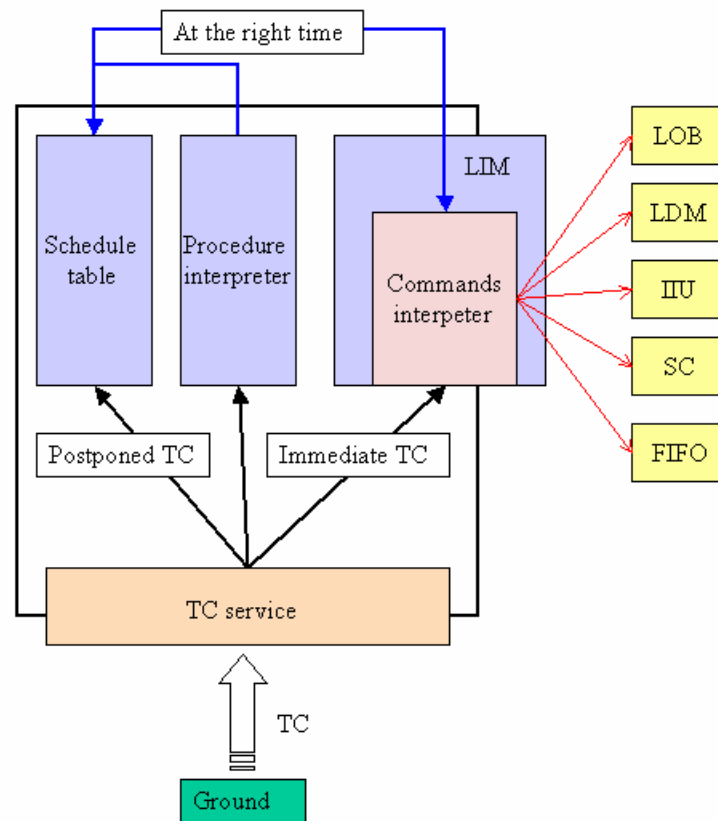 At the right time
LIM
LOB
LDM
IIU
SC
FIFO
Schedule
table
Procedure
interpreter
Commands
interpeter
Postponed TC
Immediate TC
TC service
TC
Ground